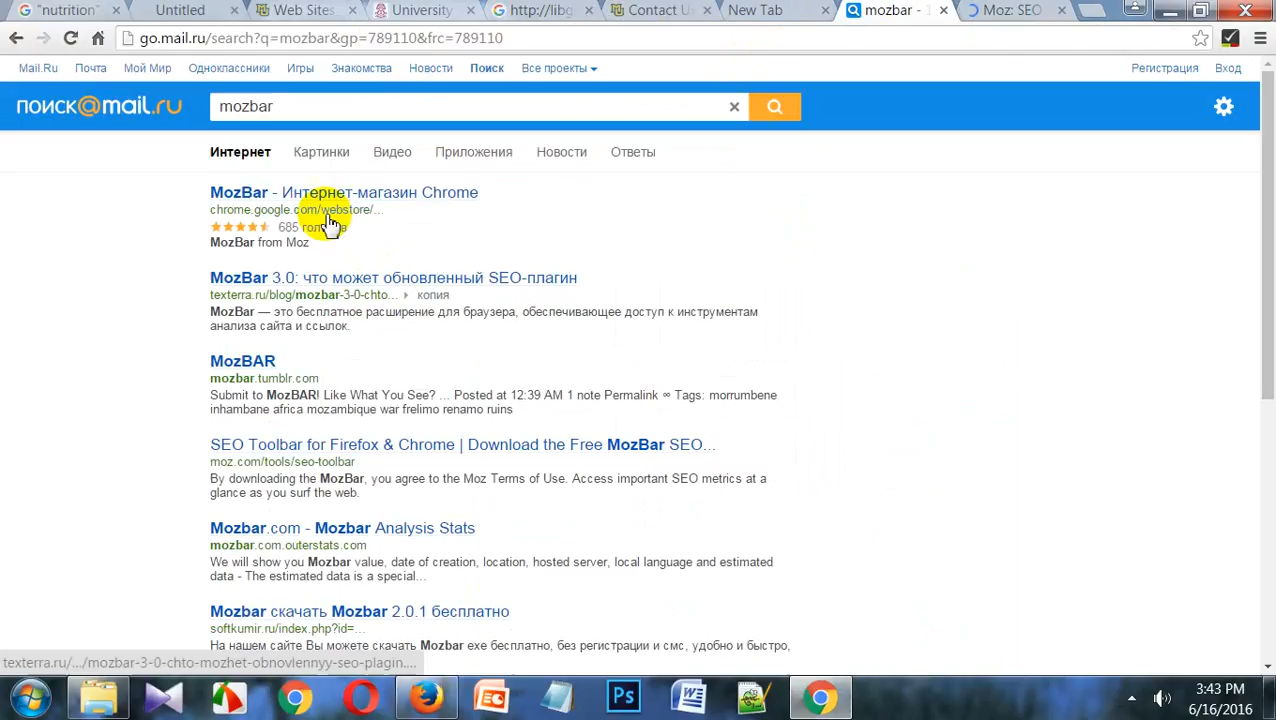 "nutrition"
Untitled
Web Sites
University
http://libg
Contact U
New Tab
mozbar - 
Moz: SEO
go.mail.ru/search?q=mozbar&gp=789110&frc=789110
Mail.Ru Почта Мой Мир Одноклассники Игры Знакомства Новости Поиск Все проекты Регистрация Вход
поиск@mail.ru mozbar
Интернет Картинки Видео Приложения Новости Ответы
MozBar - Интернет-магазин Chrome
chrome.google.com/webstore/...
685
MozBar from Moz
MozBar 3.0: что может обновленный SEO-плагин
texterra.ru/blog/mozbar-3-0-chto... копия
MozBar — это бесплатное расширение для браузера, обеспечивающее доступ к инструментам
анализа сайта и ссылок.
MozBAR
mozbar.tumblr.com
Submit to MozBAR! Like What You See? ... Posted at 12:39 AM 1 note Permalink ∞ Tags: morrumbene
inhambane africa mozambique war frelimo renamo ruins
SEO Toolbar for Firefox & Chrome | Download the Free MozBar SEO...
moz.com/tools/seo-toolbar
By downloading the MozBar, you agree to the Moz Terms of Use. Access important SEO metrics at a
glance as you surf the web.
Mozbar.com - Mozbar Analysis Stats
mozbar.com.outerstats.com
We will show you Mozbar value, date of creation, location, hosted server, local language and estimated
data - The estimated data is a special...
Mozbar скачать Mozbar 2.0.1 бесплатно
softkumir.ru/index.php?id=...
На нашем сайте Вы можете скачать Mozbar exe бесплатно, без регистрации и смс, удобно и быстро,
texterra.ru/.../mozbar-3-0-chto-mozhet-obnovlennyy-seo-plagin....
3:43 PM
6/16/2016